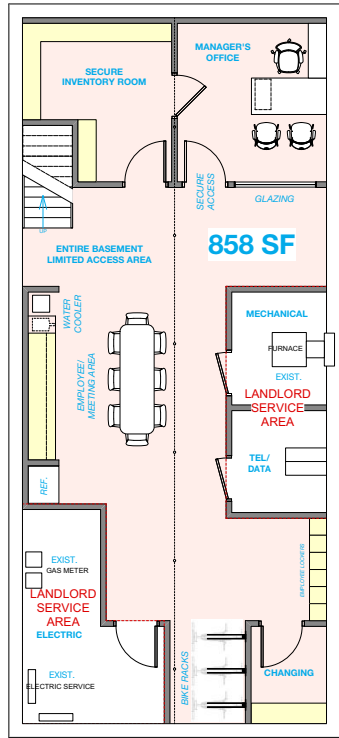 MANAGER'S
OFFICE
SECURE
INVENTORY ROOM
SECURE
ACCESS
GLAZING
UP
ENTIRE BASEMENT
LIMITED ACCESS AREA
858 SF
WATER
COOLER
MECHANICAL
FURNACE
EXIST.
LANDLORD
SERVICE
AREA
EMPLOYEE/
MEETING AREA
TEL/
DATA
REF.
EXIST.
GAS METER
LANDLORD
SERVICE
AREA
ELECTRIC
EMPLOYEE LOCKERS
EXIST.
ELECTRIC SERVICE
BIKE RACKS
CHANGING